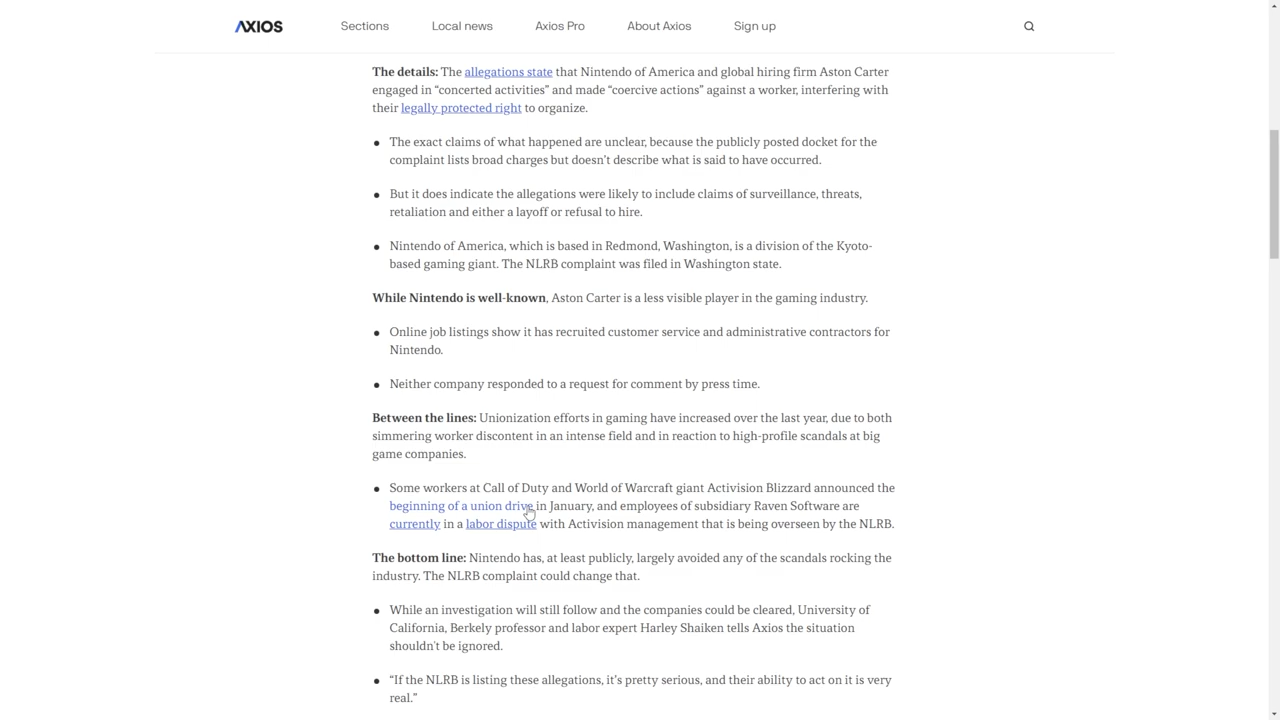 AXIOS
Sections
Local news
Axios Pro
About Axios
Sign up
The details: The allegations state that Nintendo of America and global hiring firm Aston Carter
engaged in “concerted activities” and made “coercive actions” against a worker, interfering with
their legally protected right to organize.
The exact claims of what happened are unclear, because the publicly posted docket for the
complaint lists broad charges but doesn’t describe what is said to have occurred.
But it does indicate the allegations were likely to include claims of surveillance, threats,
retaliation and either a layoff or refusal to hire.
Nintendo of America, which is based in Redmond, Washington, is a division of the Kyoto-
based gaming giant. The NLRB complaint was filed in Washington state.
While Nintendo is well-known, Aston Carter is a less visible player in the gaming industry.
Online job listings show it has recruited customer service and administrative contractors for
Nintendo.
Neither company responded to a request for comment by press time.
Between the lines: Unionization efforts in gaming have increased over the last year, due to both
simmering worker discontent in an intense field and in reaction to high-profile scandals at big
game companies.
Some workers at Call of Duty and World of Warcraft giant Activision Blizzard announced the
beginning of a union drive in January, and employees of subsidiary Raven Software are
currently in a labor dispute with Activision management that is being overseen by the NLRB.
The bottom line: Nintendo has, at least publicly, largely avoided any of the scandals rocking the
industry. The NLRB complaint could change that.
While an investigation will still follow and the companies could be cleared, University of
California, Berkely professor and labor expert Harley Shaiken tells Axios the situation
shouldn't be ignored.
“If the NLRB is listing these allegations, it’s pretty serious, and their ability to act on it is very
real.”